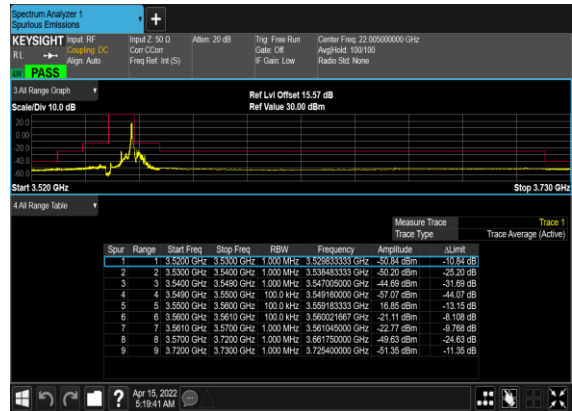 Spectrum Analyzer 1
Spurious Emissions
KEYSIGHT Input: RF Input Z: 50 Ω Atten: 20 dB Trig: Free Run Center Freq: 22.005000000 GHz
RL Coupling: DC Corr CCorr Gate: Off Avg|Hold: 100/100
Align: Auto Freq Ref: Int (S) IF Gain: Low Radio Std: None
PASS
3 All Range Graph Ref Lvl Offset 15.57 dB
Scale/Div 10.0 dB Ref Value 30.00 dBm
20.0
0.00
-20.0
-40.0
-60.0
Start 3.520 GHz Stop 3.730 GHz
4 All Range Table
Measure Trace Trace 1
Trace Type Trace Average (Active)
Spur Range Start Freq Stop Freq RBW Frequency Amplitude ΔLimit
1 1 3.5200 GHz 3.5300 GHz 1.000 MHz 3.529833333 GHz -50.84 dBm -10.84 dB
2 2 3.5300 GHz 3.5400 GHz 1.000 MHz 3.538483333 GHz -50.20 dBm -25.20 dB
3 3 3.5400 GHz 3.5490 GHz 1.000 MHz 3.547005000 GHz -44.69 dBm -31.69 dB
4 4 3.5490 GHz 3.5500 GHz 100.0 kHz 3.549160000 GHz -57.07 dBm -44.07 dB
5 5 3.5500 GHz 3.5600 GHz 100.0 kHz 3.559183333 GHz 16.85 dBm -13.15 dB
6 6 3.5600 GHz 3.5610 GHz 100.0 kHz 3.560021667 GHz -21.11 dBm -8.108 dB
7 7 3.5610 GHz 3.5700 GHz 1.000 MHz 3.561045000 GHz -22.77 dBm -9.768 dB
8 8 3.5700 GHz 3.7200 GHz 1.000 MHz 3.661750000 GHz -49.63 dBm -24.63 dB
9 9 3.7200 GHz 3.7300 GHz 1.000 MHz 3.725400000 GHz -51.35 dBm -11.35 dB
? Apr 15, 2022
5:19:41 AM